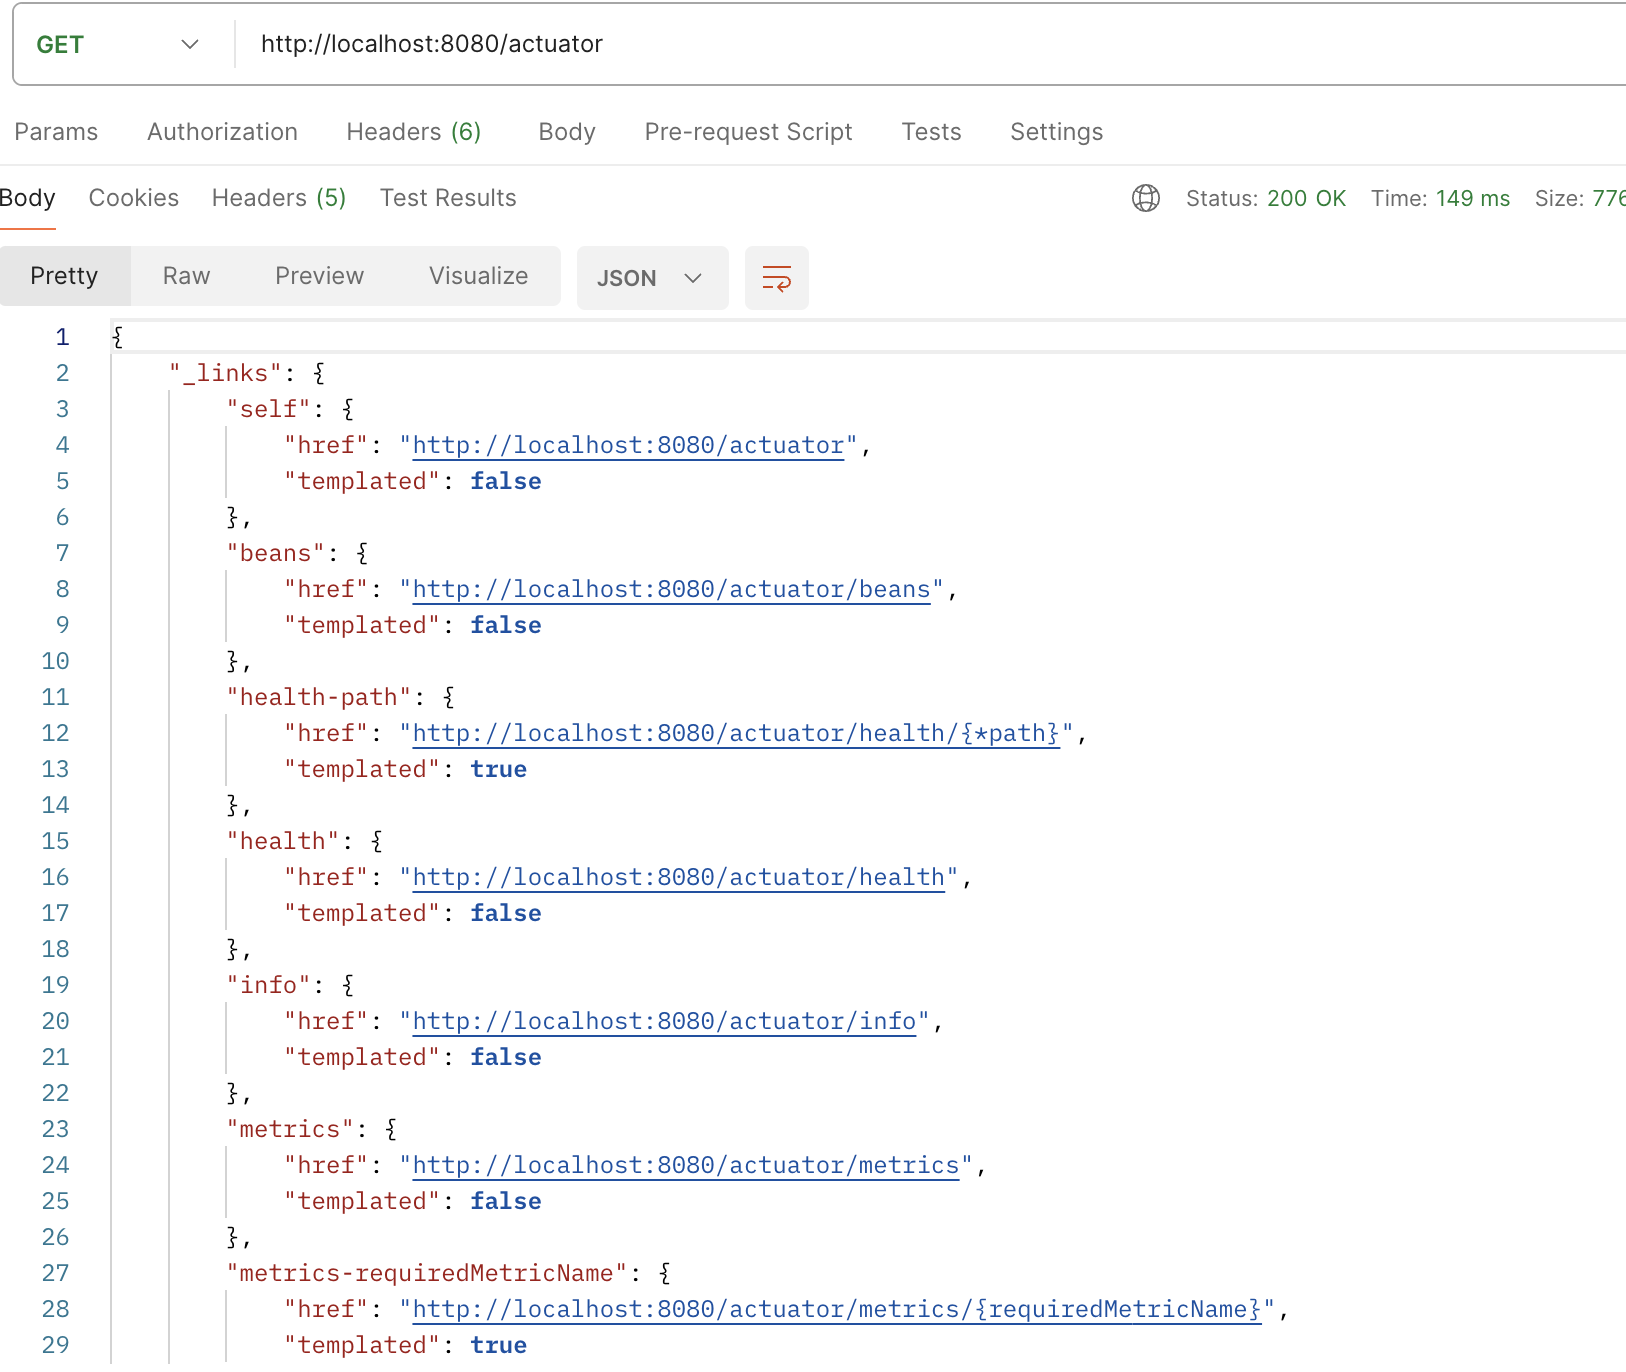 GET http://localhost:8080/actuator
Params Authorization Headers (6) Body Pre-request Script Tests Settings
Body Cookies Headers (5) Test Results Status: 200 OK Time: 149 ms Size: 776
Pretty Raw Preview Visualize JSON
1 {
2 "_links": {
3 "self": {
4 "href": "http://localhost:8080/actuator",
5 "templated": false
6 },
7 "beans": {
8 "href": "http://localhost:8080/actuator/beans",
9 "templated": false
10 },
11 "health-path": {
12 "href": "http://localhost:8080/actuator/health/{*path}",
13 "templated": true
14 },
15 "health": {
16 "href": "http://localhost:8080/actuator/health",
17 "templated": false
18 },
19 "info": {
20 "href": "http://localhost:8080/actuator/info",
21 "templated": false
22 },
23 "metrics": {
24 "href": "http://localhost:8080/actuator/metrics",
25 "templated": false
26 },
27 "metrics-requiredMetricName": {
28 "href": "http://localhost:8080/actuator/metrics/{requiredMetricName}",
29 "templated": true